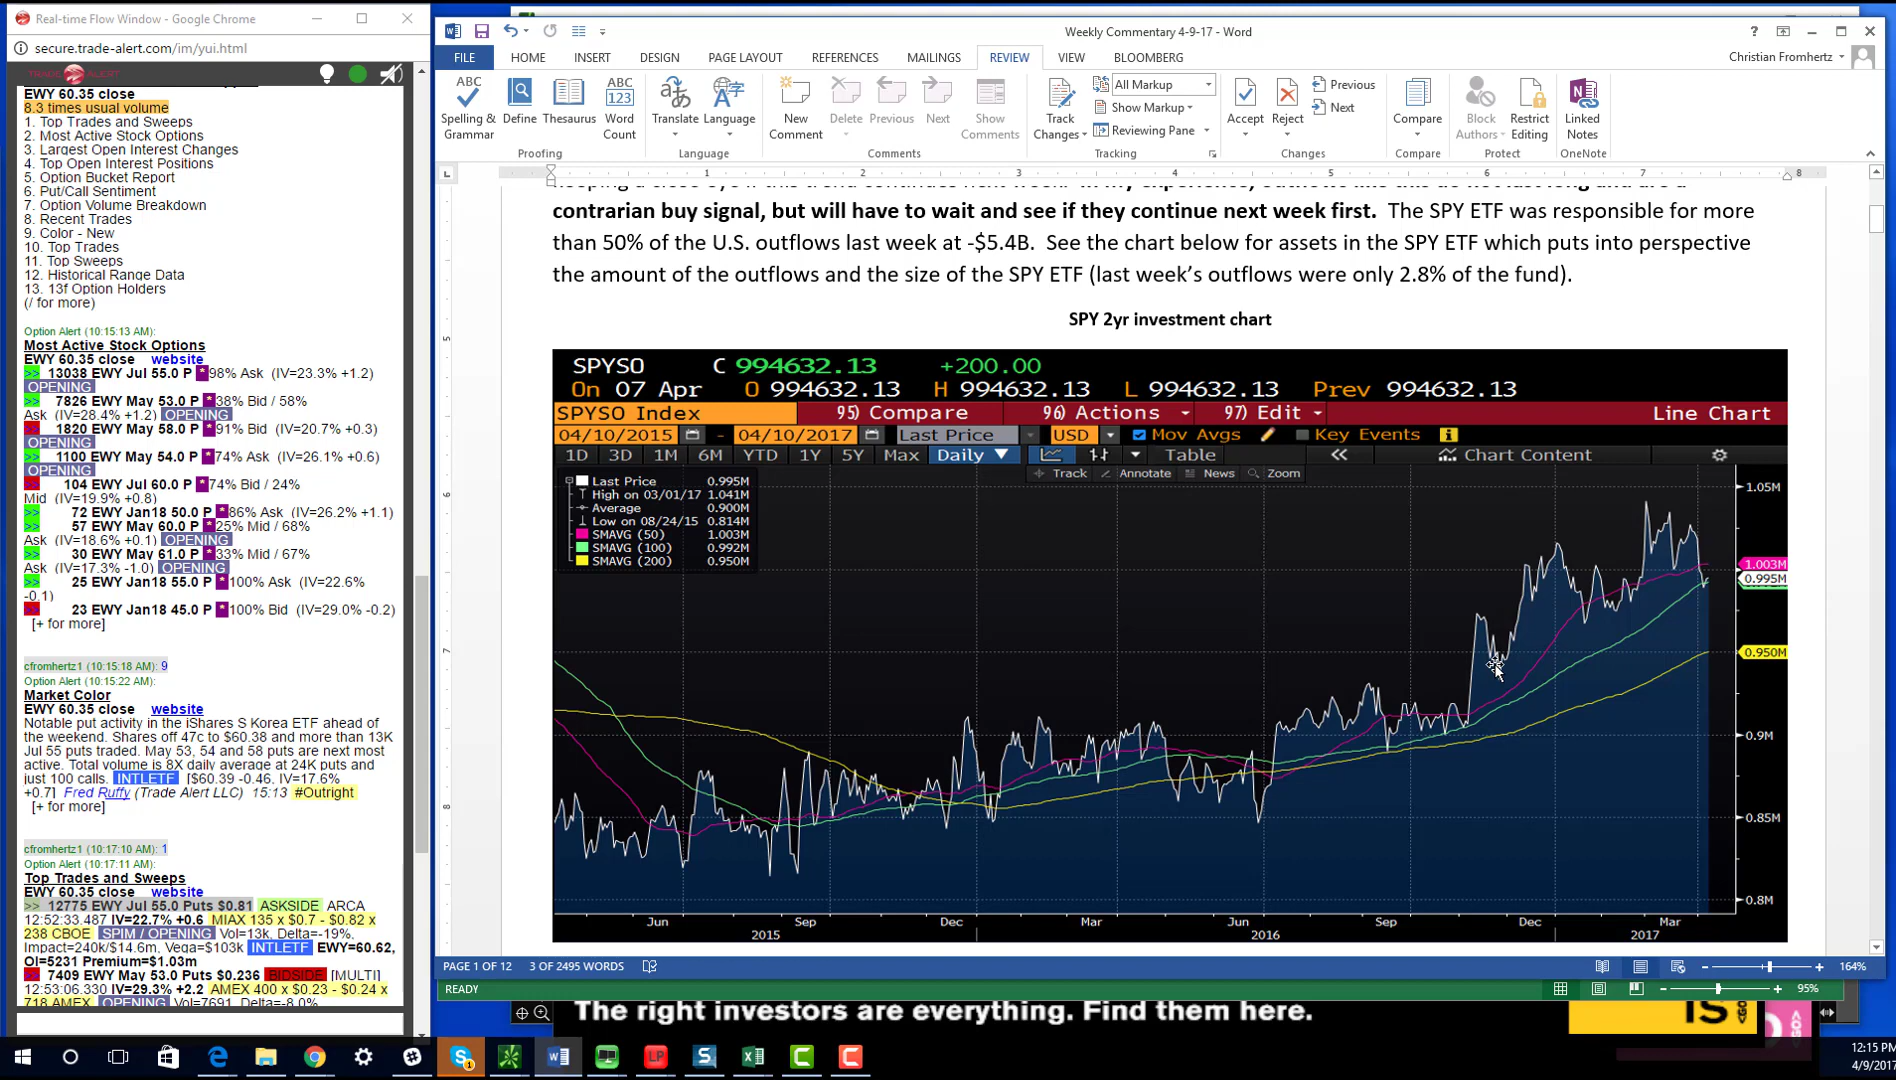 Real-time Flow Window - Google Chrome
secure.trade-alert.com/im/yui.html
TRADE ALERT
EWY 60.35 close
8.3 times usual volume
1. Top Trades and Sweeps
2. Most Active Stock Options
3. Largest Open Interest Changes
4. Top Open Interest Positions
5. Option Bucket Report
6. Put/Call Sentiment
7. Option Volume Breakdown
8. Recent Trades
9. Color - New
10. Top Trades
11. Top Sweeps
12. Historical Range Data
13. 13f Option Holders
(/ for more)
Option Alert (10:15:13 AM):
Most Active Stock Options
EWY 60.35 close website
>> 13038 EWY Jul 55.0 P * 98% Ask (IV=23.3% +1.2)
OPENING
>> 7826 EWY May 53.0 P * 38% Bid / 58%
Ask (IV=28.4% +1.2) OPENING
>> 1820 EWY May 58.0 P * 91% Bid (IV=20.7% +0.3)
OPENING
>> 1100 EWY May 54.0 P * 74% Ask (IV=26.1% +0.6)
OPENING
>> 104 EWY Jul 60.0 P * 74% Bid / 24%
Mid (IV=19.9% +0.8)
>> 72 EWY Jan18 50.0 P * 86% Ask (IV=26.2% +1.1)
>> 57 EWY May 60.0 P * 25% Mid / 68%
Ask (IV=18.6% +0.1) OPENING
>> 30 EWY May 61.0 P * 33% Mid / 67%
Ask (IV=17.3% -1.0) OPENING
>> 25 EWY Jan18 55.0 P * 100% Ask (IV=22.6%
-0.1)
>> 23 EWY Jan18 45.0 P * 100% Bid (IV=29.0% -0.2)
[+ for more]
cfromhertz1 (10:15:18 AM): 9
Option Alert (10:15:22 AM):
Market Color
EWY 60.35 close website
Notable put activity in the iShares S Korea ETF ahead of
the weekend. Shares off 47c to $60.38 and more than 13K
Jul 55 puts traded. May 53, 54 and 58 puts are next most
active. Total volume is 8X daily average at 24K puts and
just 100 calls. INTLETF [$60.39 -0.46, IV=17.6%
+0.7] Fred Ruffy (Trade Alert LLC) 15:13 #Outright
[+ for more]
cfromhertz1 (10:17:10 AM): 1
Option Alert (10:17:11 AM):
Top Trades and Sweeps
EWY 60.35 close website
>> 12775 EWY Jul 55.0 Puts $0.81 ASKSIDE ARCA
12:52:33.487 IV=22.7% +0.6 MIAX 135 x $0.7 - $0.82 x
238 CBOE SPIM / OPENING Vol=13k, Delta=-19%,
Impact=240k/$14.6m, Vega=$103k INTLETF EWY=60.62,
OI=5231 Premium=$1.03m
>> 7409 EWY May 53.0 Puts $0.236 BIDSIDE [MULTI]
12:53:06.330 IV=29.3% +2.2 AMEX 400 x $0.23 - $0.24 x
718 AMEX OPENING Vol=7691, Delta=-8.0%,
Weekly Commentary 4-9-17 - Word
FILE HOME INSERT DESIGN PAGE LAYOUT REFERENCES MAILINGS REVIEW VIEW BLOOMBERG
Christian Fromhertz
ABC ABC 123
Spelling & Grammar Define Thesaurus Word Count Translate Language New Comment Delete Previous Next Show Comments Track Changes
All Markup
Show Markup
Reviewing Pane
Accept Reject Previous Next Compare Block Authors Restrict Editing Linked Notes
Proofing Language Comments Tracking Changes Compare Protect OneNote
1 2 3 4 5 6 7 8
contrarian buy signal, but will have to wait and see if they continue next week first. The SPY ETF was responsible for more
than 50% of the U.S. outflows last week at -$5.4B. See the chart below for assets in the SPY ETF which puts into perspective
the amount of the outflows and the size of the SPY ETF (last week's outflows were only 2.8% of the fund).
SPY 2yr investment chart
5
6
7
8
SPYSO C 994632.13 +200.00
On 07 Apr O 994632.13 H 994632.13 L 994632.13 Prev 994632.13
SPYSO Index 95) Compare 96) Actions 97) Edit Line Chart
04/10/2015 - 04/10/2017 Last Price USD Mov Avgs Key Events i
1D 3D 1M 6M YTD 1Y 5Y Max Daily Table « Chart Content
Track Annotate News Zoom
Last Price 0.995M
High on 03/01/17 1.041M
Average 0.900M
Low on 08/24/15 0.814M
SMAVG (50) 1.003M
SMAVG (100) 0.992M
SMAVG (200) 0.950M
1.05M
1.003M
0.995M
0.950M
0.9M
0.85M
0.8M
Jun Sep Dec Mar Jun Sep Dec Mar
2015 2016 2017
PAGE 1 OF 12 3 OF 2495 WORDS 164%
READY 95%
The right investors are everything. Find them here.
12:15 PM
4/9/2017